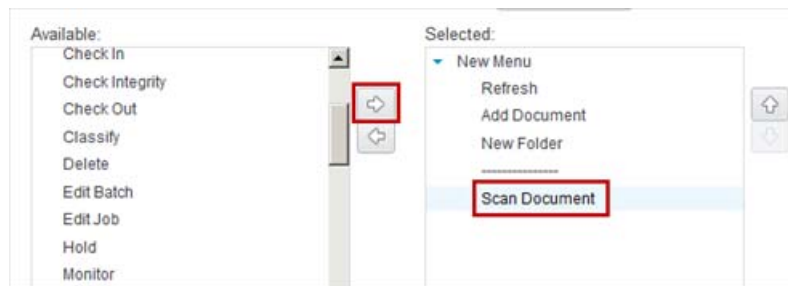 Available:
Check In
Check Integrity
Check Out
Classify
Delete
Edit Batch
Edit Job
Hold
Monitor
Selected:
New Menu
Refresh
Add Document
New Folder
---------------
Scan Document